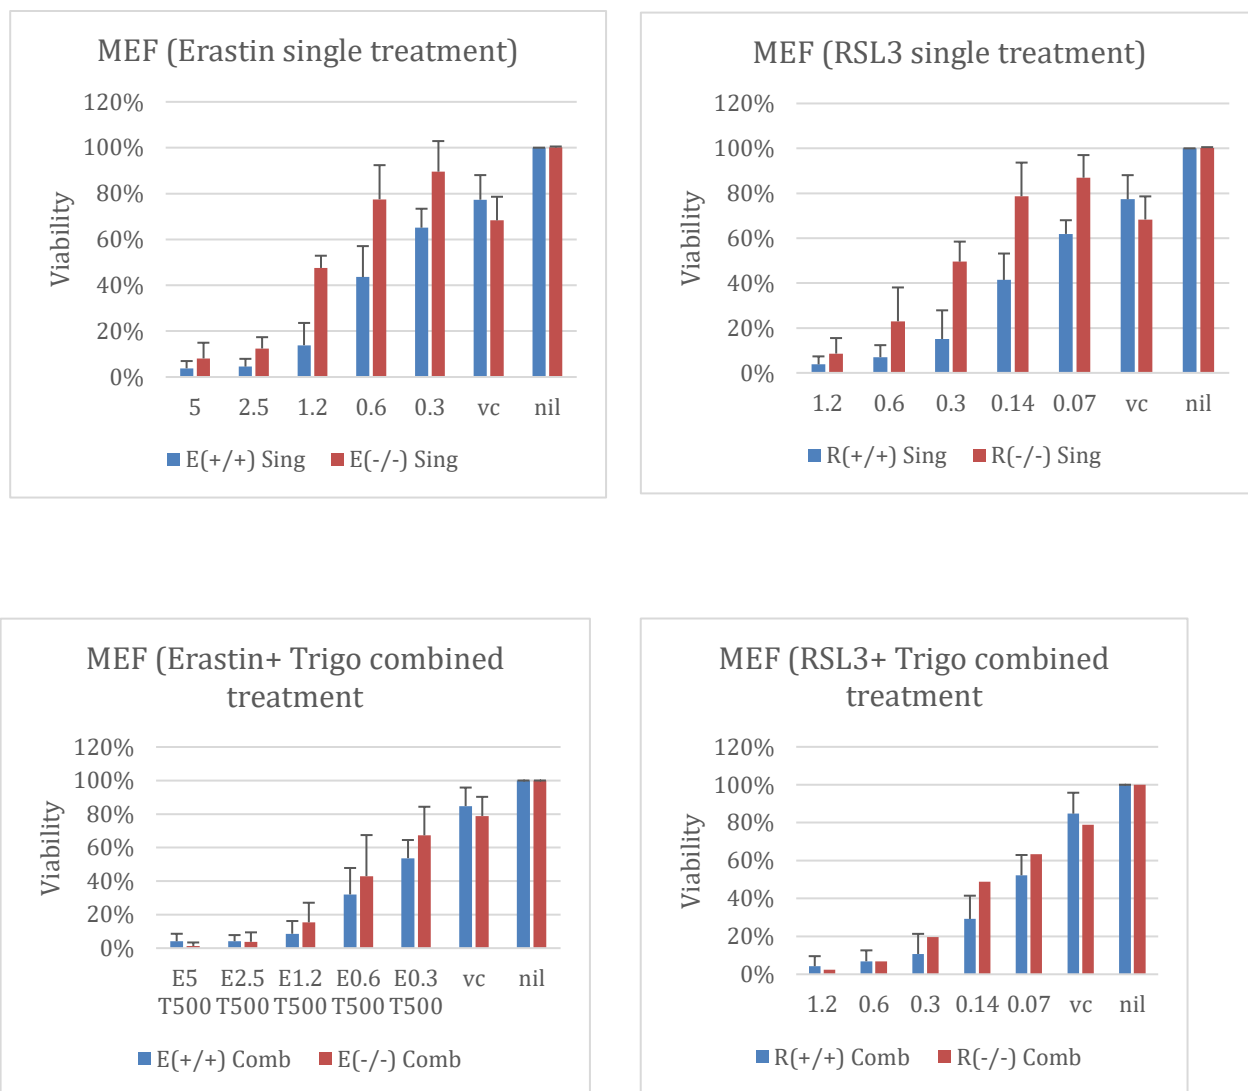 MEF (Erastin single treatment)
120%
100%
80%
60%
40%
20%
0%
Viability
5 2.5 1.2 0.6 0.3 vc nil
E(+/+) Sing E(-/-) Sing
MEF (RSL3 single treatment)
120%
100%
80%
60%
40%
20%
0%
Viability
1.2 0.6 0.3 0.14 0.07 vc nil
R(+/+) Sing R(-/-) Sing
MEF (Erastin+ Trigo combined
treatment
120%
100%
80%
60%
40%
20%
0%
Viability
E5 E2.5 E1.2 E0.6 E0.3 vc nil
T500 T500 T500 T500 T500
E(+/+) Comb E(-/-) Comb
MEF (RSL3+ Trigo combined
treatment
120%
100%
80%
60%
40%
20%
0%
Viability
1.2 0.6 0.3 0.14 0.07 vc nil
R(+/+) Comb R(-/-) Comb